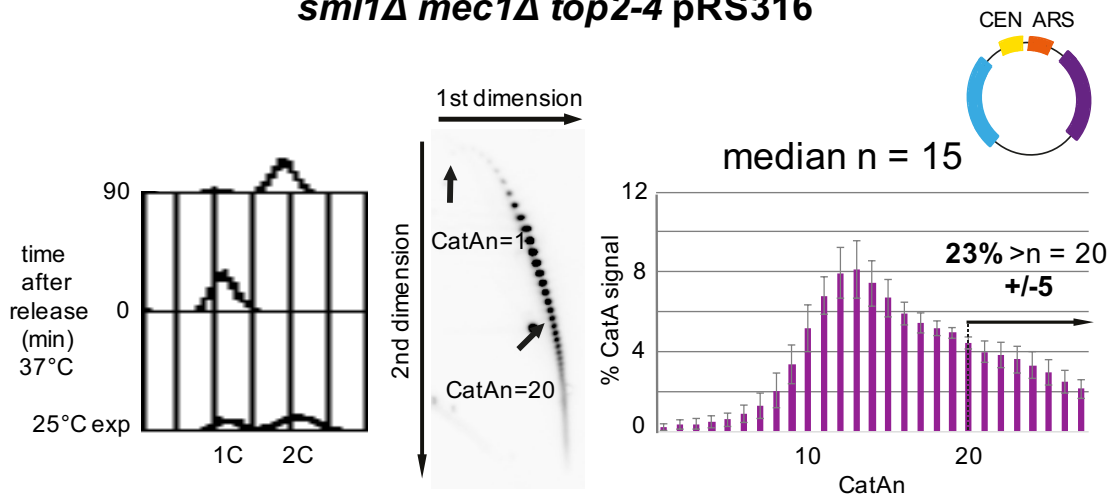 sml1Δ mec1Δ top2-4 pRS316
CEN ARS
1st dimension
2nd dimension
CatAn=1
CatAn=20
90
0
25°C exp
time
after
release
(min)
37°C
1C 2C
median n = 15
12
8
4
0
% CatA signal
23% >n = 20
+/-5
10 20
CatAn